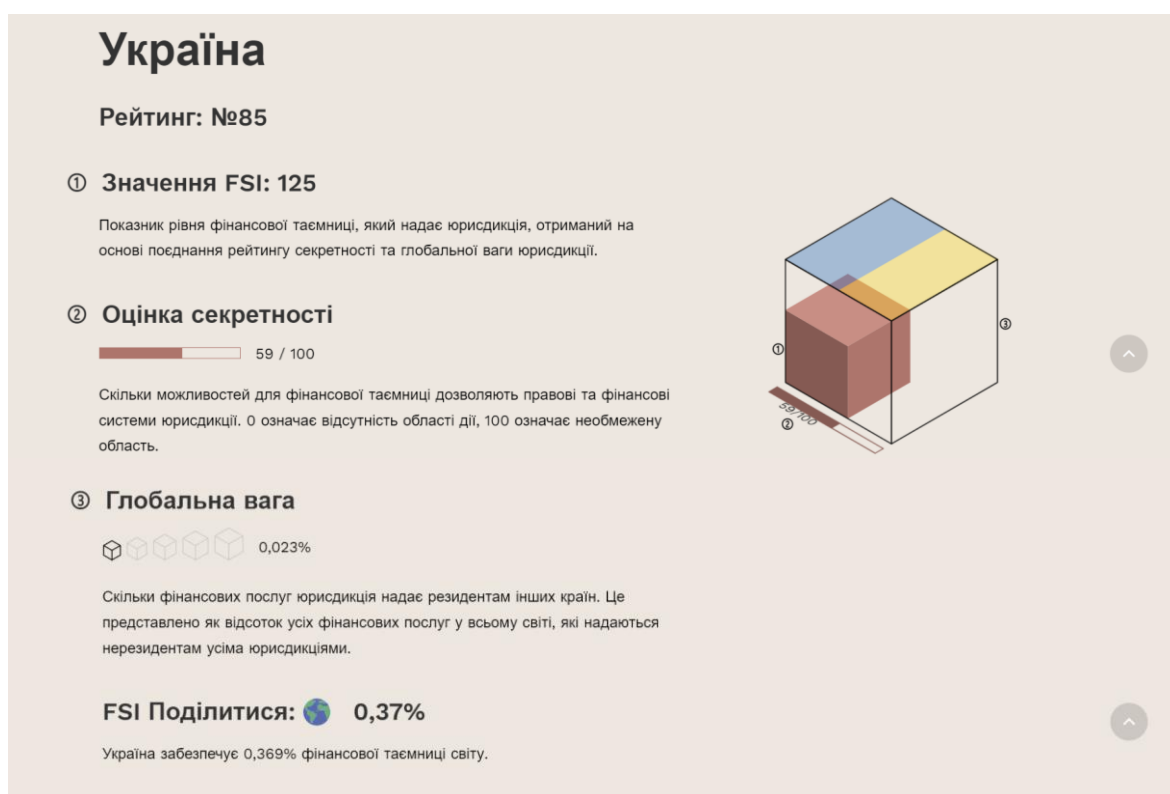 Україна
Рейтинг: №85
① Значення FSI: 125
Показник рівня фінансової таємниці, який надає юрисдикція, отриманий на
основі поєднання рейтингу секретності та глобальної ваги юрисдикції.
② Оцінка секретності
59 / 100
Скільки можливостей для фінансової таємниці дозволяють правові та фінансові
системи юрисдикції. 0 означає відсутність області дії, 100 означає необмежену
область.
③ Глобальна вага
0,023%
Скільки фінансових послуг юрисдикція надає резидентам інших країн. Це
представлено як відсоток усіх фінансових послуг у всьому світі, які надаються
нерезидентам усіма юрисдикціями.
FSI Поділитися: 0,37%
Україна забезпечує 0,369% фінансової таємниці світу.
③
①
59/100
②